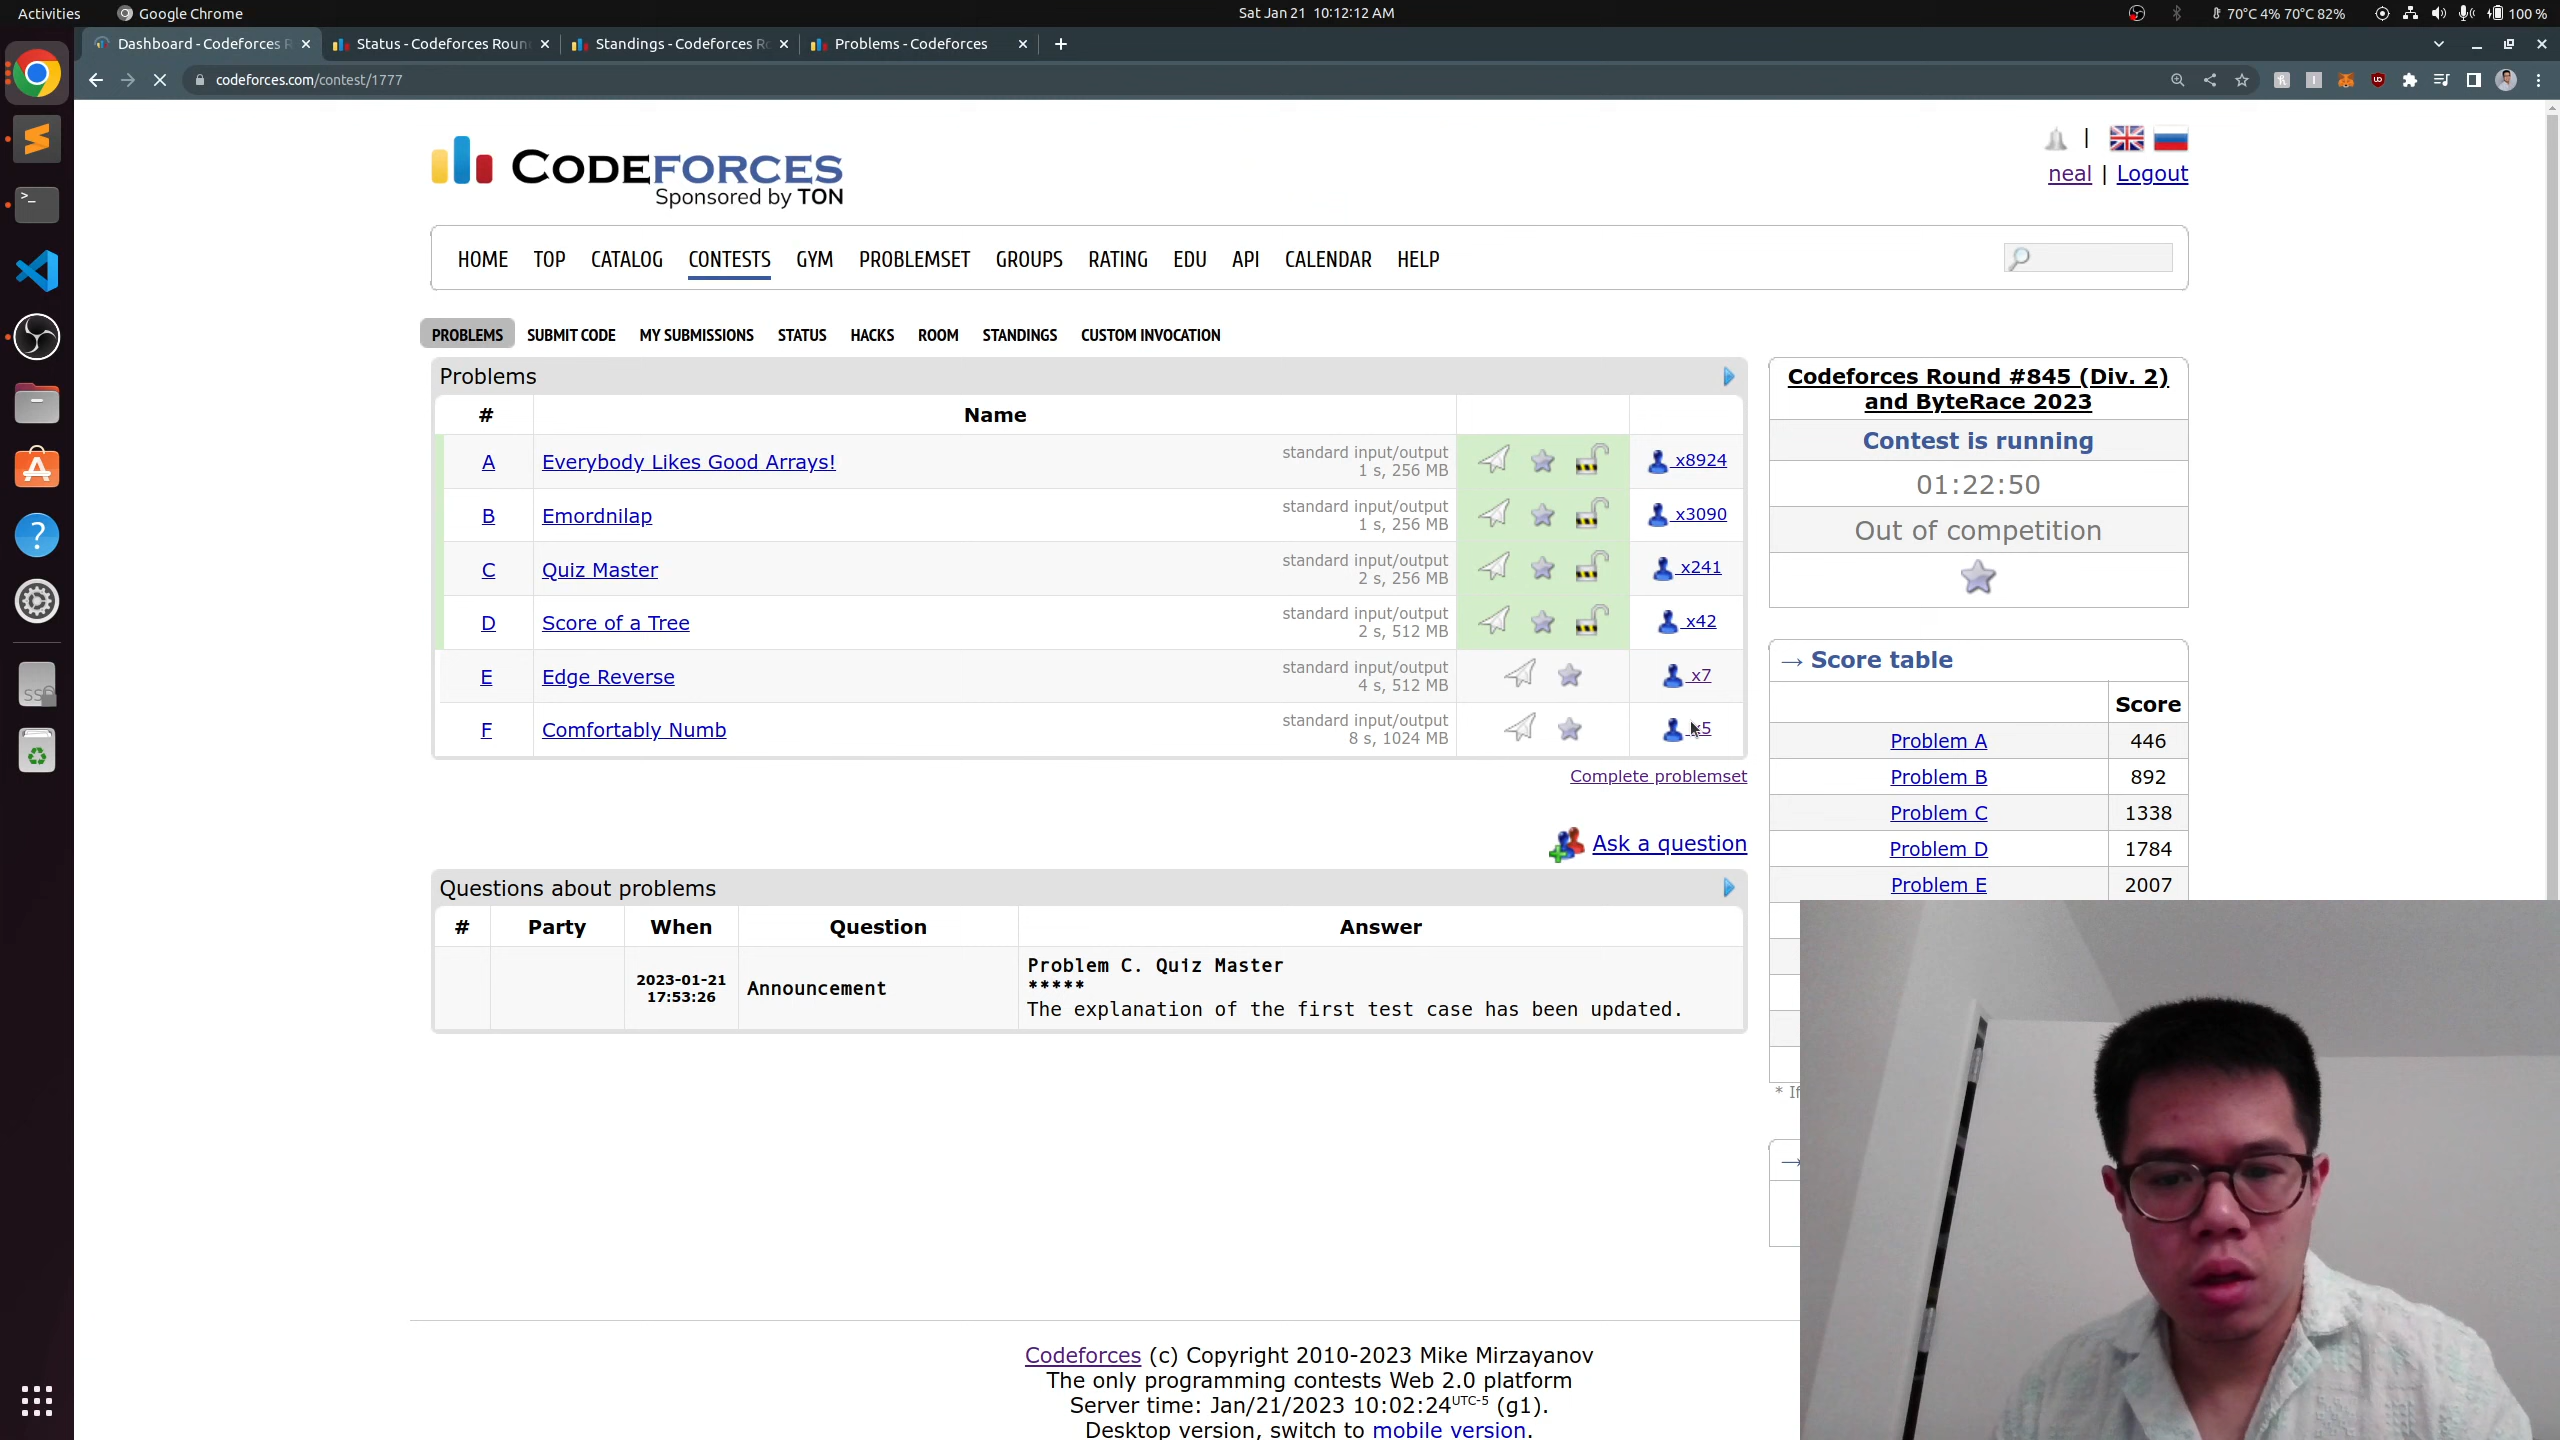 Activities
Google Chrome
Sat Jan 21 10:12:12 AM
70°C 4% 70°C 82%
100 %
Dashboard - Codeforces R
Status - Codeforces Roun
Standings - Codeforces Ro
Problems - Codeforces
codeforces.com/contest/1777
CODEFORCES
Sponsored by TON
neal | Logout
HOME TOP CATALOG CONTESTS GYM PROBLEMSET GROUPS RATING EDU API CALENDAR HELP
PROBLEMS SUBMIT CODE MY SUBMISSIONS STATUS HACKS ROOM STANDINGS CUSTOM INVOCATION
Problems
# Name
A Everybody Likes Good Arrays! standard input/output
1 s, 256 MB
x8924
B Emordnilap standard input/output
1 s, 256 MB
x3090
C Quiz Master standard input/output
2 s, 256 MB
x241
D Score of a Tree standard input/output
2 s, 512 MB
x42
E Edge Reverse standard input/output
4 s, 512 MB
x7
F Comfortably Numb standard input/output
8 s, 1024 MB
x5
Complete problemset
Ask a question
Questions about problems
# Party When Question Answer
2023-01-21
17:53:26
Announcement
Problem C. Quiz Master
*****
The explanation of the first test case has been updated.
Codeforces Round #845 (Div. 2)
and ByteRace 2023
Contest is running
01:22:50
Out of competition
→ Score table
Score
Problem A 446
Problem B 892
Problem C 1338
Problem D 1784
Problem E 2007
* If
→
Codeforces (c) Copyright 2010-2023 Mike Mirzayanov
The only programming contests Web 2.0 platform
Server time: Jan/21/2023 10:02:24 UTC-5 (g1).
Desktop version, switch to mobile version.